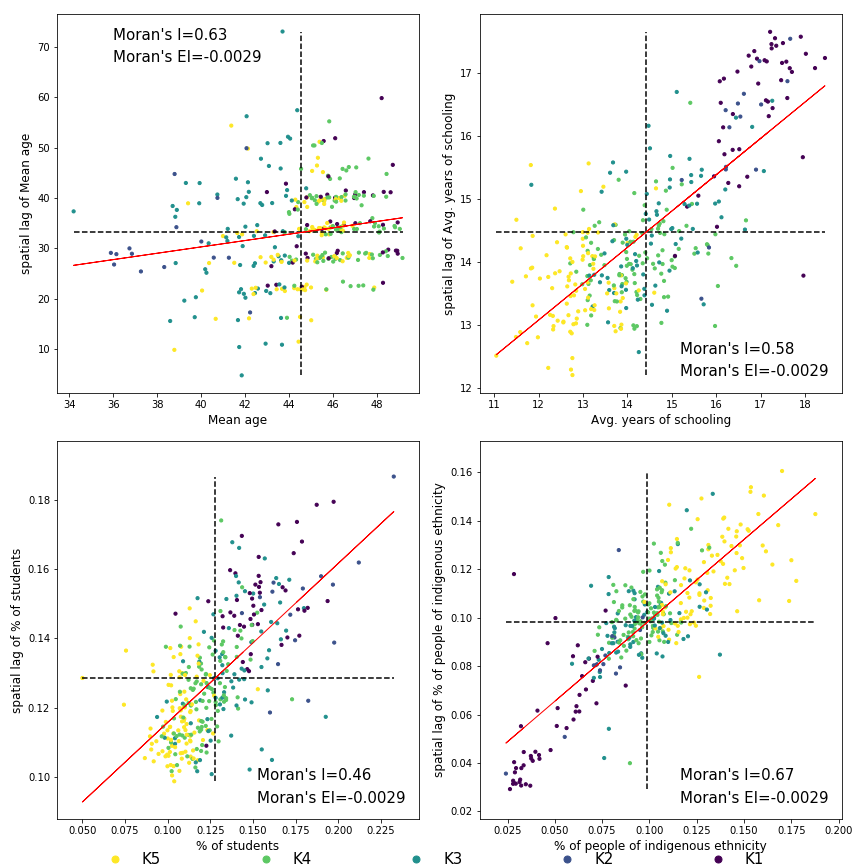 Moran's I=0.63
Moran's EI=-0.0029
spatial lag of Mean age
70
60
50
40
30
20
10
34 36 38 40 42 44 46 48
Mean age
spatial lag of Avg. years of schooling
17
16
15
14
13
12
Moran's I=0.58
Moran's EI=-0.0029
11 12 13 14 15 16 17 18
Avg. years of schooling
spatial lag of % of students
0.18
0.16
0.14
0.12
0.10
Moran's I=0.46
Moran's EI=-0.0029
0.050 0.075 0.100 0.125 0.150 0.175 0.200 0.225
% of students
spatial lag of % of people of indigenous ethnicity
0.16
0.14
0.12
0.10
0.08
0.06
0.04
0.02
Moran's I=0.67
Moran's EI=-0.0029
0.025 0.050 0.075 0.100 0.125 0.150 0.175 0.200
% of people of indigenous ethnicity
K5 K4 K3 K2 K1